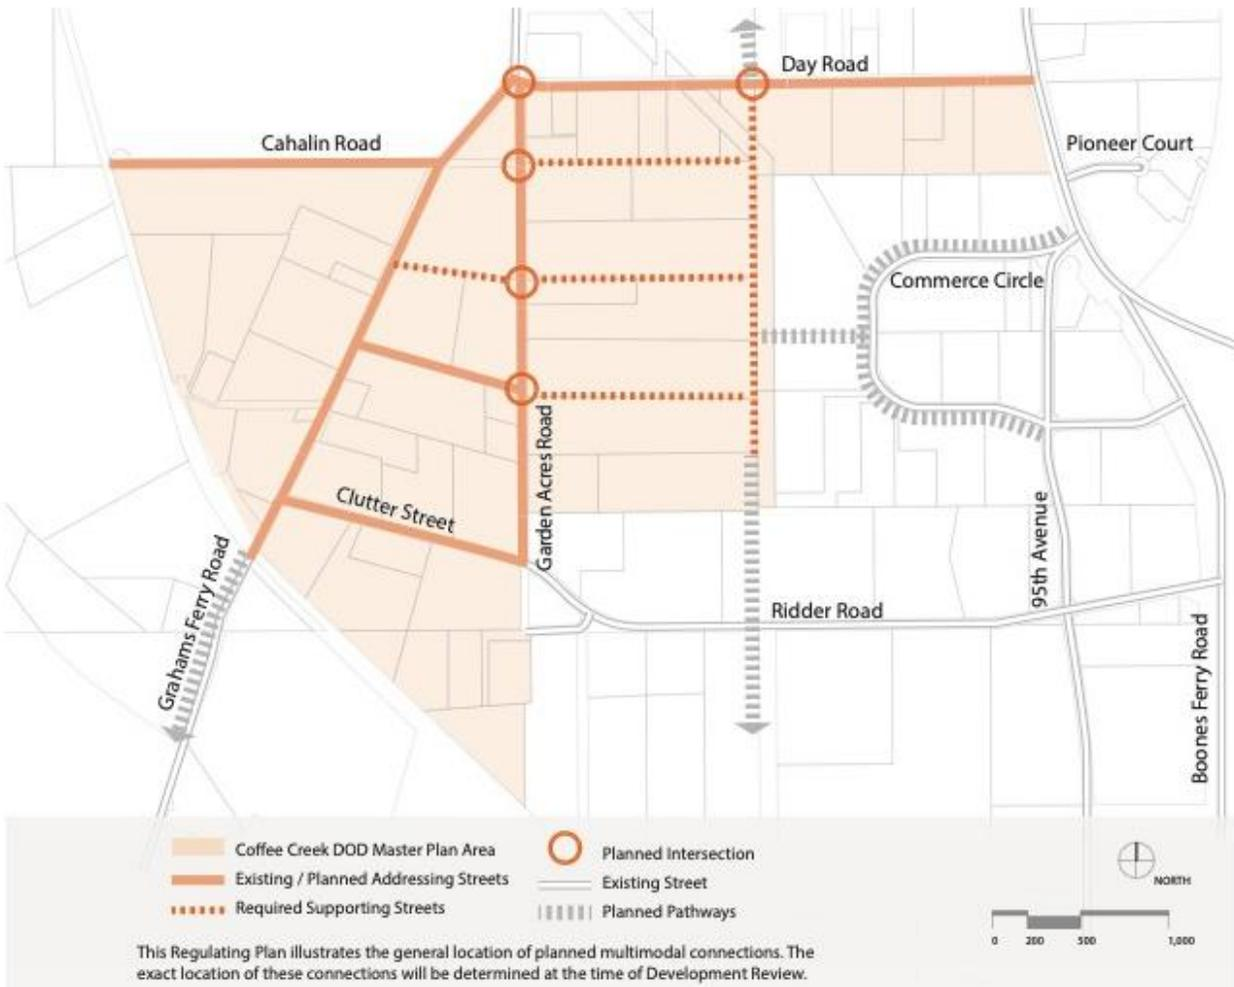 Day Road
Cahalin Road
Pioneer Court
Commerce Circle
Garden Acres Road
Clutter Street
95th Avenue
Grahams Ferry Road
Ridder Road
Boones Ferry Road
Coffee Creek DOD Master Plan Area
Existing / Planned Addressing Streets
Required Supporting Streets
Planned Intersection
Existing Street
Planned Pathways
NORTH
0 200 500 1,000
This Regulating Plan illustrates the general location of planned multimodal connections. The
exact location of these connections will be determined at the time of Development Review.